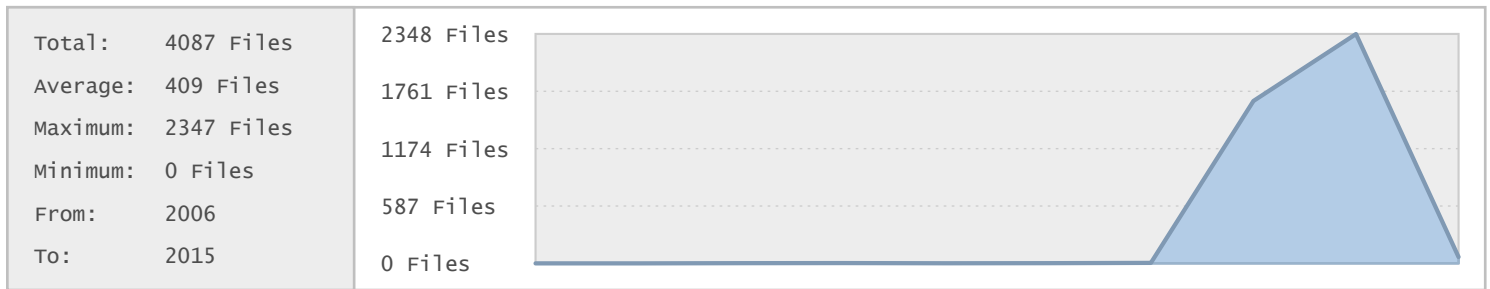 Total: 4087 Files
Average: 409 Files
Maximum: 2347 Files
Minimum: 0 Files
From: 2006
To: 2015
2348 Files
1761 Files
1174 Files
587 Files
0 Files